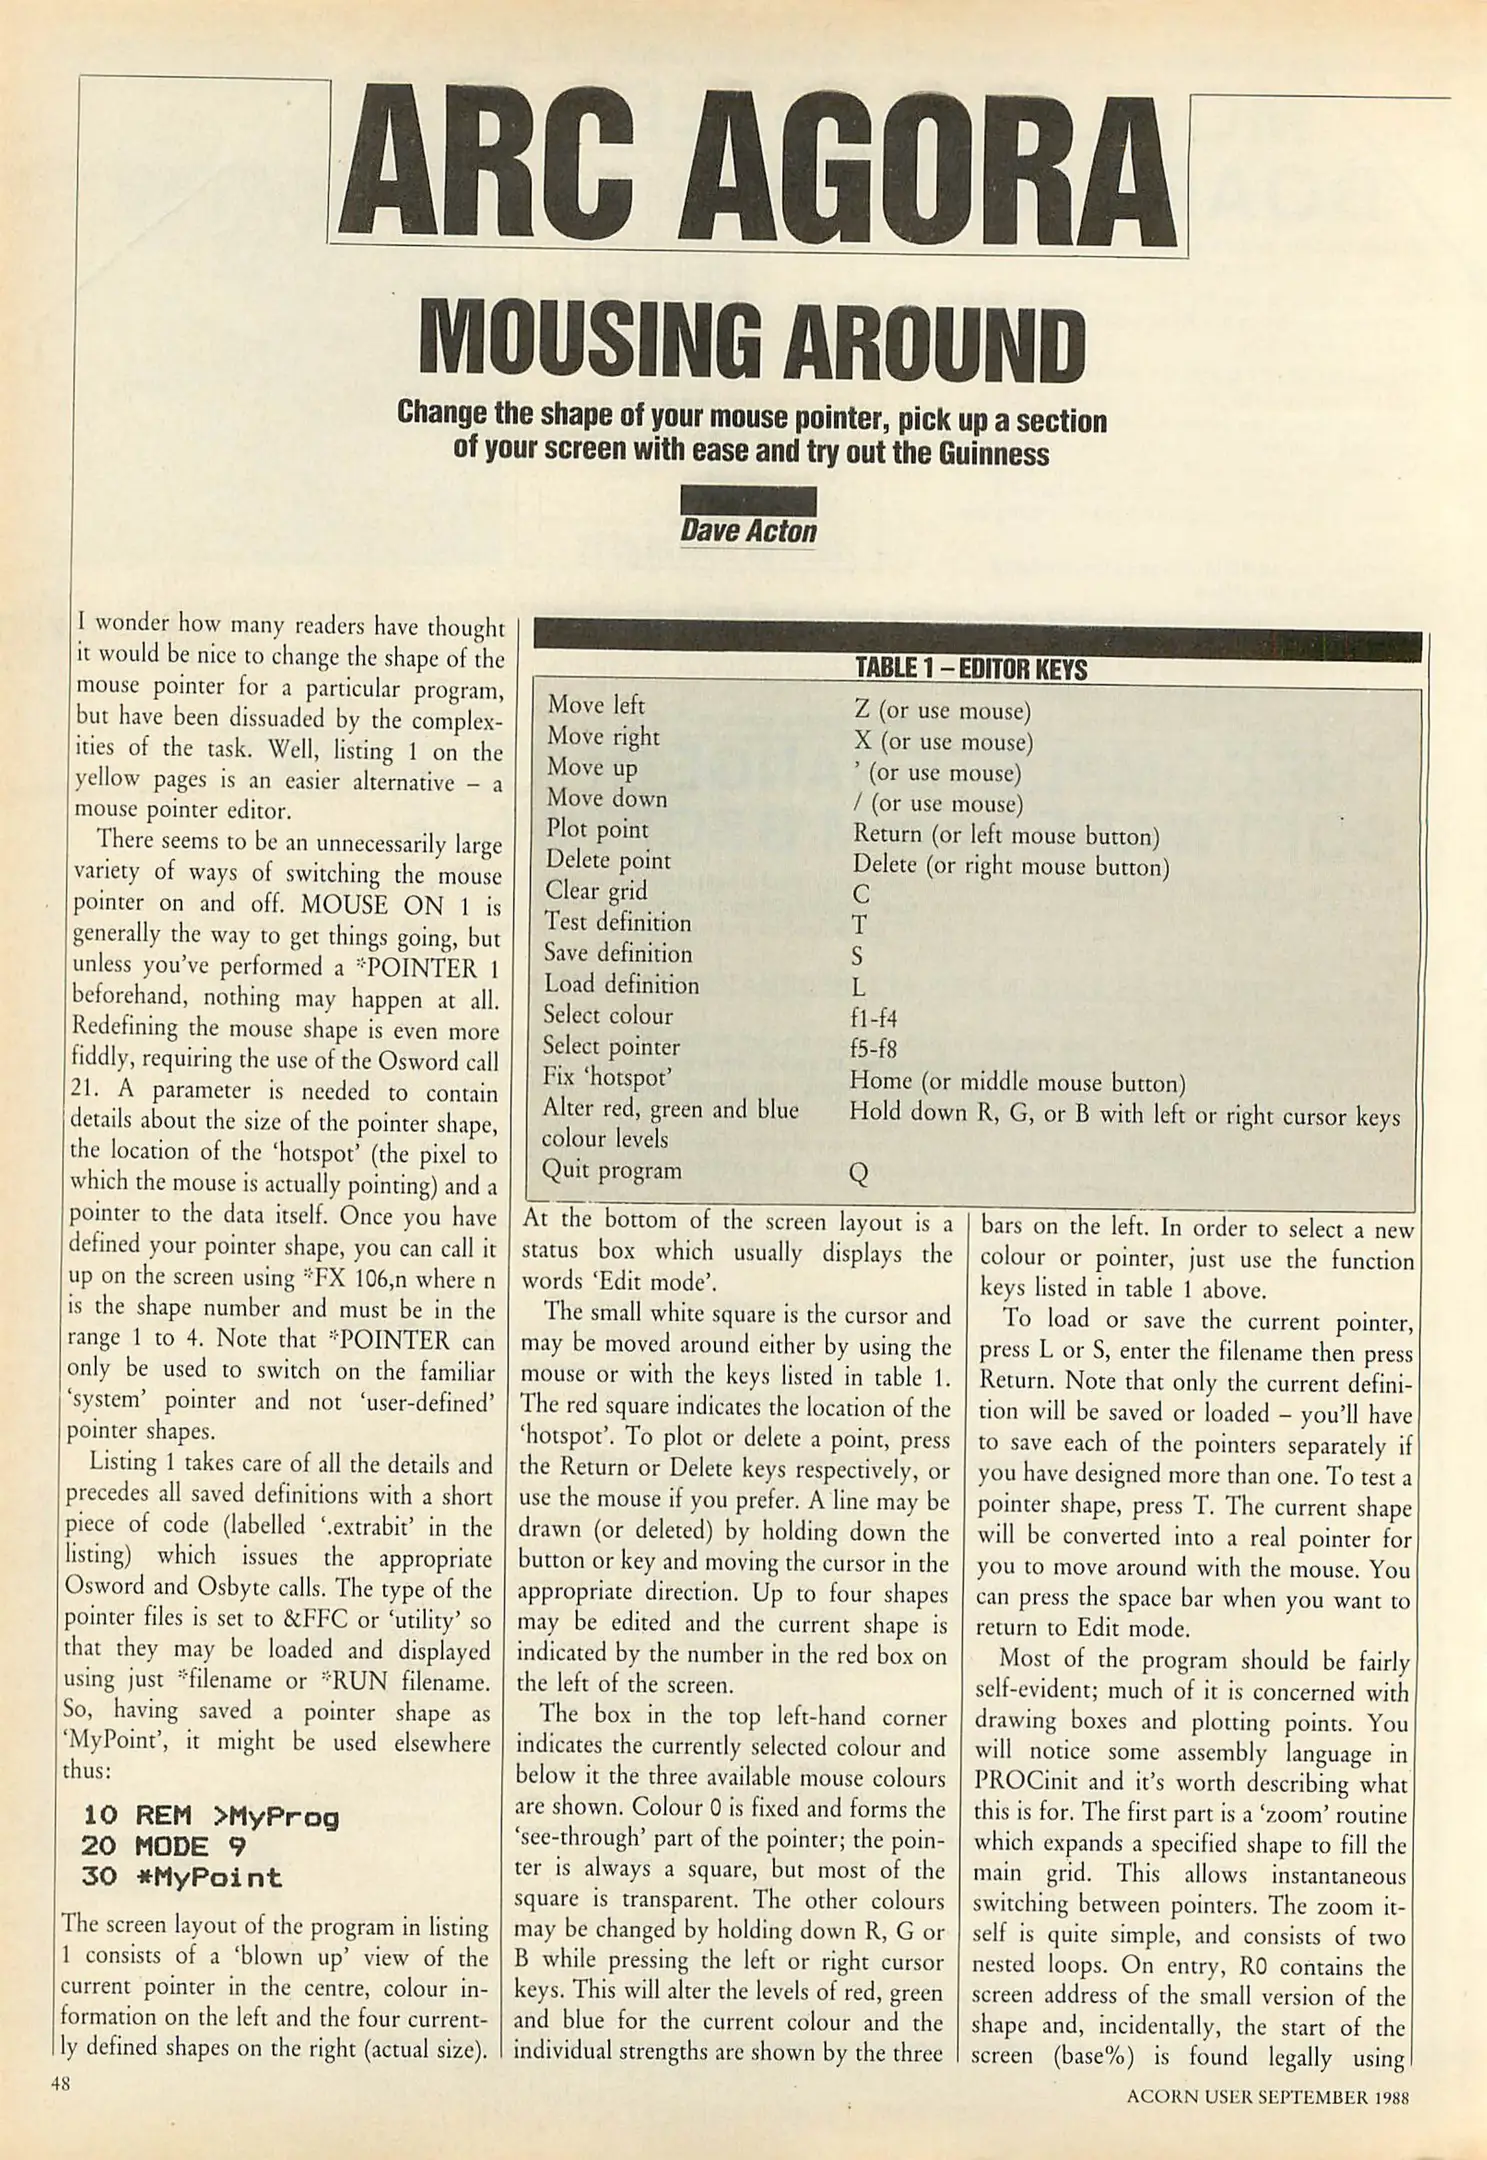 ARC AGORA
MOUSING AROUND
Change the shape of your mouse pointer, pick up a section
of your screen with ease and try out the Guinness
Dave Acton
I wonder how many readers have thought
it would be nice to change the shape of the
mouse pointer for a particular program,
but have been dissuaded by the complex-
ities of the task. Well, listing 1 on the
yellow pages is an easier alternative – a
mouse pointer editor.
There seems to be an unnecessarily large
variety of ways of switching the mouse
pointer on and off. MOUSE ON 1 is
generally the way to get things going, but
unless you've performed a *POINTER 1
beforehand, nothing may happen at all.
Redefining the mouse shape is even more
fiddly, requiring the use of the Osword call
21. A parameter is needed to contain
details about the size of the pointer shape,
the location of the 'hotspot' (the pixel to
which the mouse is actually pointing) and a
pointer to the data itself. Once you have
defined your pointer shape, you can call it
up on the screen using *FX 106,n where n
is the shape number and must be in the
range 1 to 4. Note that *POINTER can
only be used to switch on the familiar
'system' pointer and not 'user-defined'
pointer shapes.
Listing 1 takes care of all the details and
precedes all saved definitions with a short
piece of code (labelled '.extrabit' in the
listing) which issues the appropriate
Osword and Osbyte calls. The type of the
pointer files is set to &FFC or 'utility' so
that they may be loaded and displayed
using just *filename or *RUN filename.
So, having saved a pointer shape as
'MyPoint', it might be used elsewhere
thus:
10 REM >MyProg
20 MODE 9
30 *MyPoint
The screen layout of the program in listing
1 consists of a 'blown up' view of the
current pointer in the centre, colour in-
formation on the left and the four current-
ly defined shapes on the right (actual size).
TABLE 1 – EDITOR KEYS
Move left Z (or use mouse)
Move right X (or use mouse)
Move up ' (or use mouse)
Move down / (or use mouse)
Plot point Return (or left mouse button)
Delete point Delete (or right mouse button)
Clear grid C
Test definition T
Save definition S
Load definition L
Select colour f1-f4
Select pointer f5-f8
Fix 'hotspot' Home (or middle mouse button)
Alter red, green and blue Hold down R, G, or B with left or right cursor keys
colour levels
Quit program Q
At the bottom of the screen layout is a
status box which usually displays the
words 'Edit mode'.
The small white square is the cursor and
may be moved around either by using the
mouse or with the keys listed in table 1.
The red square indicates the location of the
'hotspot'. To plot or delete a point, press
the Return or Delete keys respectively, or
use the mouse if you prefer. A line may be
drawn (or deleted) by holding down the
button or key and moving the cursor in the
appropriate direction. Up to four shapes
may be edited and the current shape is
indicated by the number in the red box on
the left of the screen.
The box in the top left-hand corner
indicates the currently selected colour and
below it the three available mouse colours
are shown. Colour 0 is fixed and forms the
'see-through' part of the pointer; the poin-
ter is always a square, but most of the
square is transparent. The other colours
may be changed by holding down R, G or
B while pressing the left or right cursor
keys. This will alter the levels of red, green
and blue for the current colour and the
individual strengths are shown by the three
bars on the left. In order to select a new
colour or pointer, just use the function
keys listed in table 1 above.
To load or save the current pointer,
press L or S, enter the filename then press
Return. Note that only the current defini-
tion will be saved or loaded – you'll have
to save each of the pointers separately if
you have designed more than one. To test a
pointer shape, press T. The current shape
will be converted into a real pointer for
you to move around with the mouse. You
can press the space bar when you want to
return to Edit mode.
Most of the program should be fairly
self-evident; much of it is concerned with
drawing boxes and plotting points. You
will notice some assembly language in
PROCinit and it's worth describing what
this is for. The first part is a 'zoom' routine
which expands a specified shape to fill the
main grid. This allows instantaneous
switching between pointers. The zoom it-
self is quite simple, and consists of two
nested loops. On entry, R0 contains the
screen address of the small version of the
shape and, incidentally, the start of the
screen (base%) is found legally using
48
ACORN USER SEPTEMBER 1988